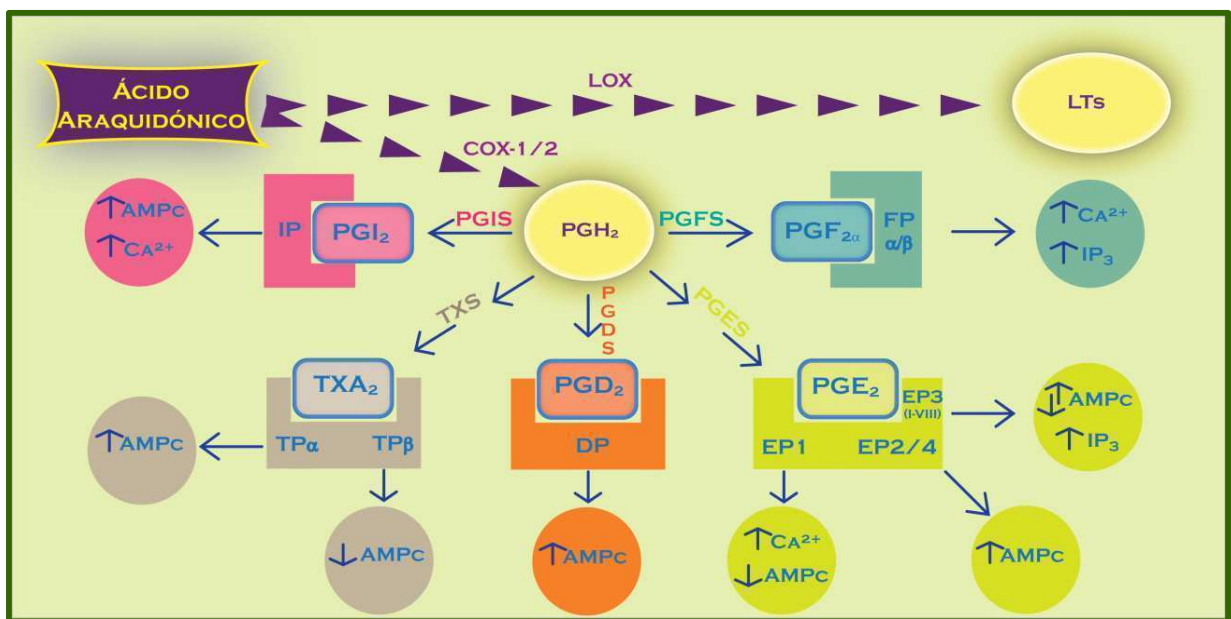 ÁCIDO
ARAQUIDÓNICO
LOX
LTs
COX-1/2
PGH₂
PGIS
PGI₂
IP
↑AMPc
↑Ca²⁺
PGFS
PGF₂α
FP
α/β
↑Ca²⁺
↑IP₃
TXS
TXA₂
TPα
TPβ
↑AMPc
↓AMPc
PGDS
PGD₂
DP
↑AMPc
PGES
PGE₂
EP3
(I-VIII)
EP1
EP2/4
↑↓AMPc
↑IP₃
↑Ca²⁺
↓AMPc
↑AMPc